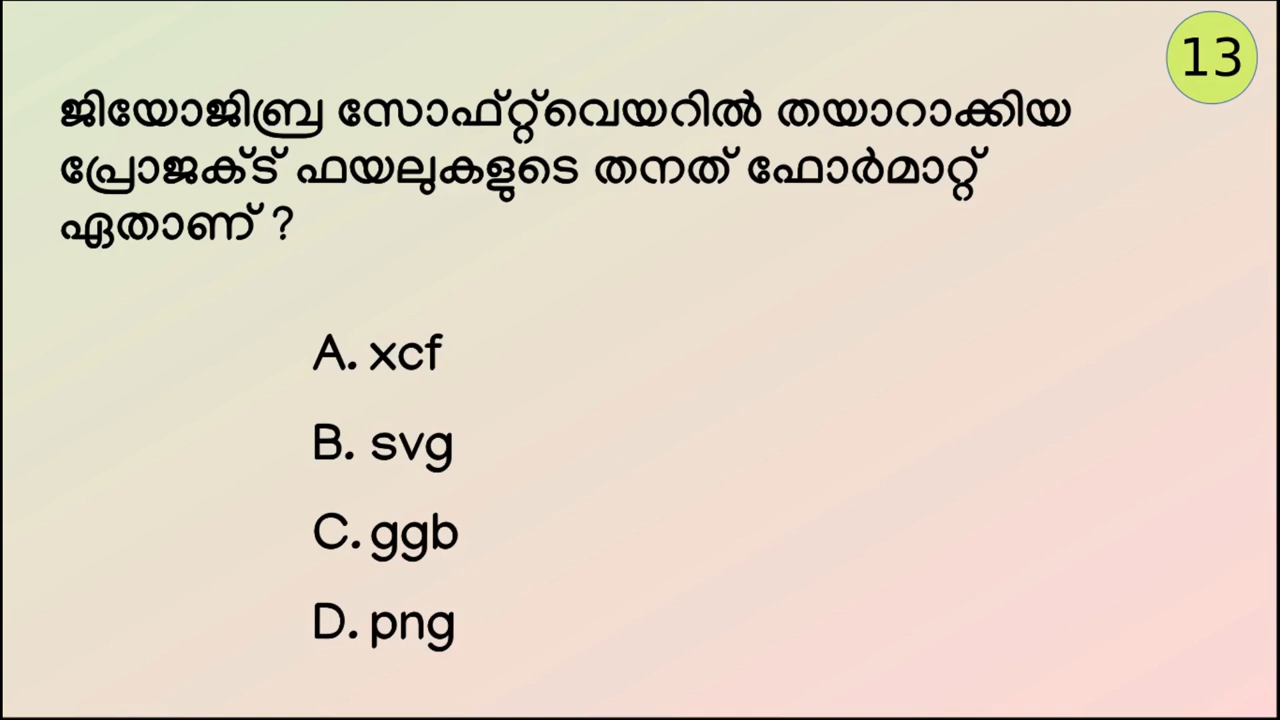 13
ജിയോജിബ്ര സോഫ്റ്റ്‌വെയറിൽ തയാറാക്കിയ
പ്രോജക്ട് ഫയലുകളുടെ തനത് ഫോർമാറ്റ്
ഏതാണ് ?
A. xcf
B. svg
C. ggb
D. png